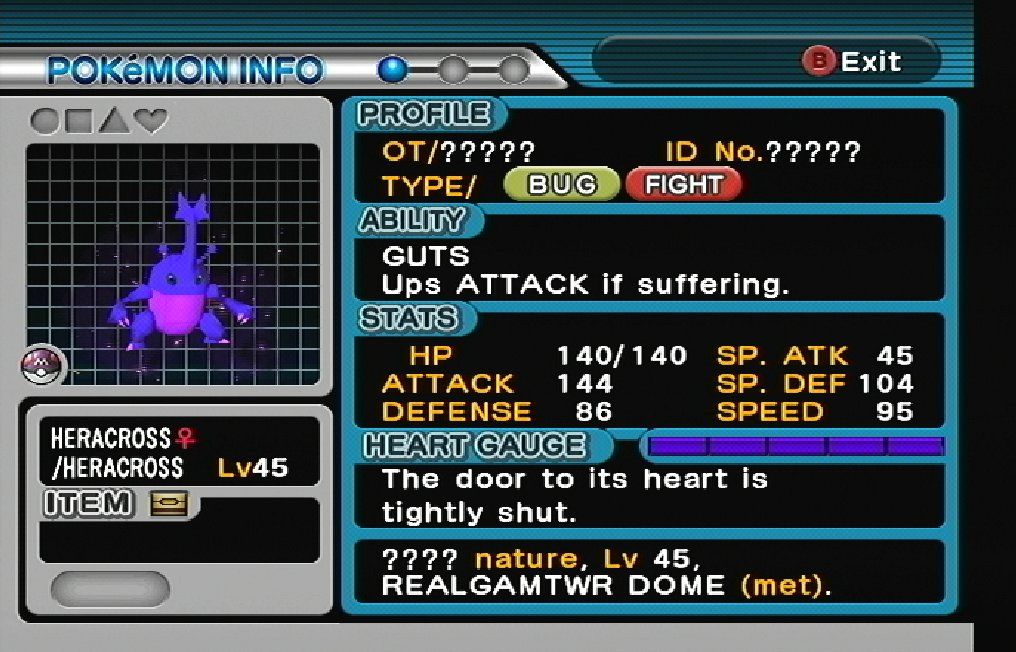 POKéMON INFO
B Exit
PROFILE
OT/????? ID No.?????
TYPE/ BUG FIGHT
ABILITY
GUTS
Ups ATTACK if suffering.
STATS
HP 140/140 SP. ATK 45
ATTACK 144 SP. DEF 104
DEFENSE 86 SPEED 95
HEART GAUGE
The door to its heart is
tightly shut.
???? nature, Lv 45,
REALGAMTWR DOME (met).
HERACROSS♀
/HERACROSS Lv45
ITEM